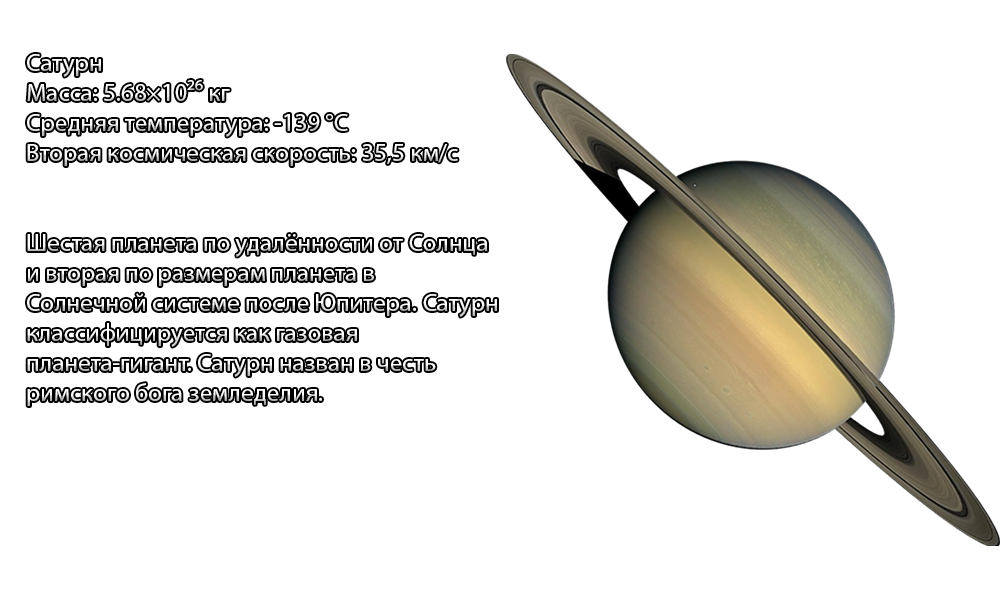 Сатурн
Масса: 5.68×10²⁶ кг
Средняя температура: -139 °C
Вторая космическая скорость: 35,5 км/с
Шестая планета по удалённости от Солнца
и вторая по размерам планета в
Солнечной системе после Юпитера. Сатурн
классифицируется как газовая
планета-гигант. Сатурн назван в честь
римского бога земледелия.